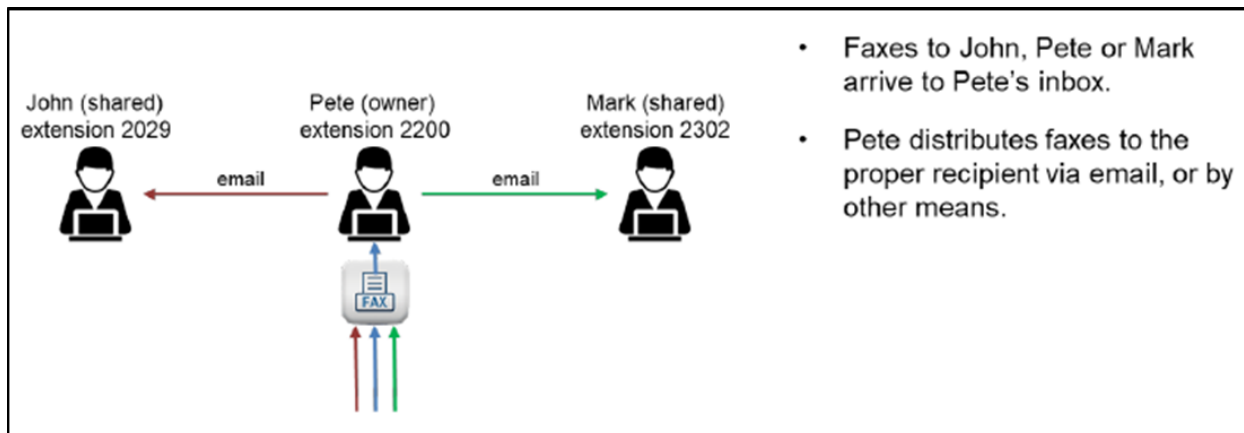 John (shared)
extension 2029
Pete (owner)
extension 2200
Mark (shared)
extension 2302
email
email
FAX
• Faxes to John, Pete or Mark
arrive to Pete's inbox.
• Pete distributes faxes to the
proper recipient via email, or by
other means.